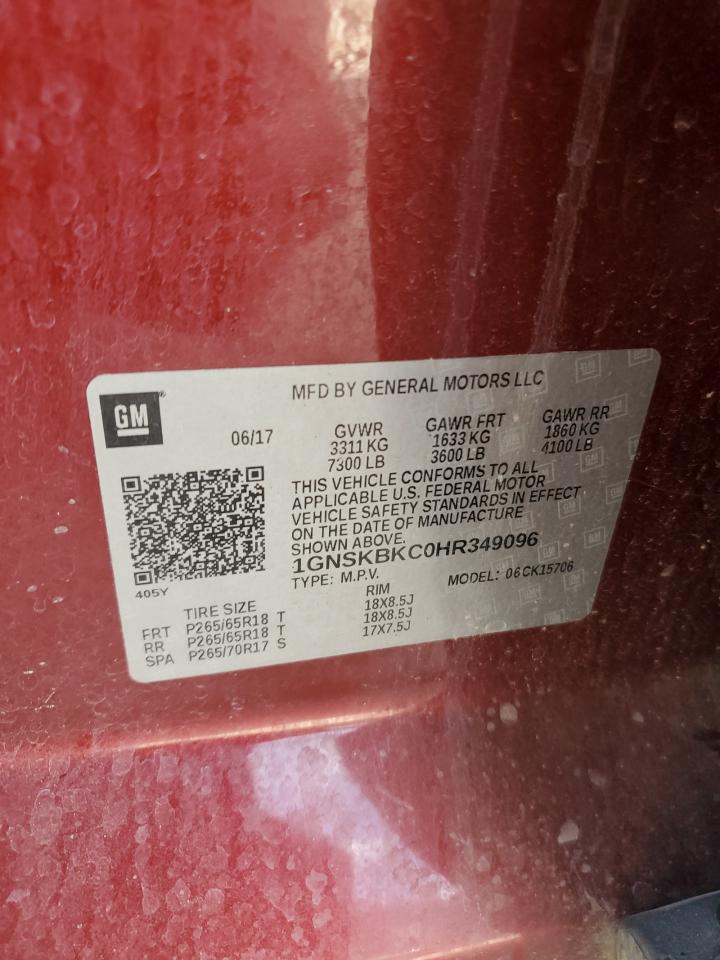 MFD BY GENERAL MOTORS LLC
GM ®
06/17 GVWR GAWR FRT GAWR RR
3311 KG 1633 KG 1860 KG
7300 LB 3600 LB 4100 LB
THIS VEHICLE CONFORMS TO ALL
APPLICABLE U.S. FEDERAL MOTOR
VEHICLE SAFETY STANDARDS IN EFFECT
ON THE DATE OF MANUFACTURE
SHOWN ABOVE.
1GNSKBKC0HR349096
TYPE: M.P.V. MODEL: 06CK15706
405Y
TIRE SIZE RIM
FRT P265/65R18 T 18X8.5J
RR P265/65R18 T 18X8.5J
SPA P265/70R17 S 17X7.5J